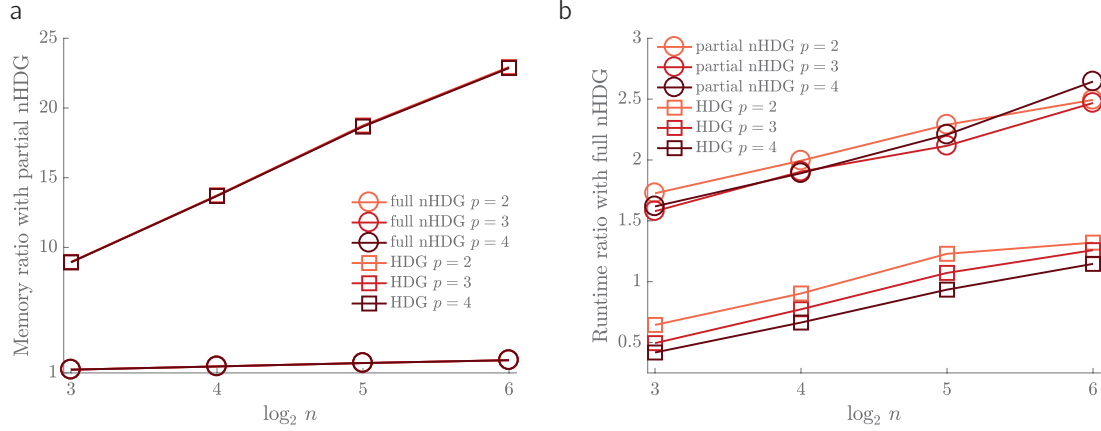 a
Memory ratio with partial nHDG
25
20
15
10
1
full nHDG p = 2
full nHDG p = 3
full nHDG p = 4
HDG p = 2
HDG p = 3
HDG p = 4
3 4 5 6
log₂ n
b
Runtime ratio with full nHDG
3
2.5
2
1.5
1
0.5
partial nHDG p = 2
partial nHDG p = 3
partial nHDG p = 4
HDG p = 2
HDG p = 3
HDG p = 4
3 4 5 6
log₂ n